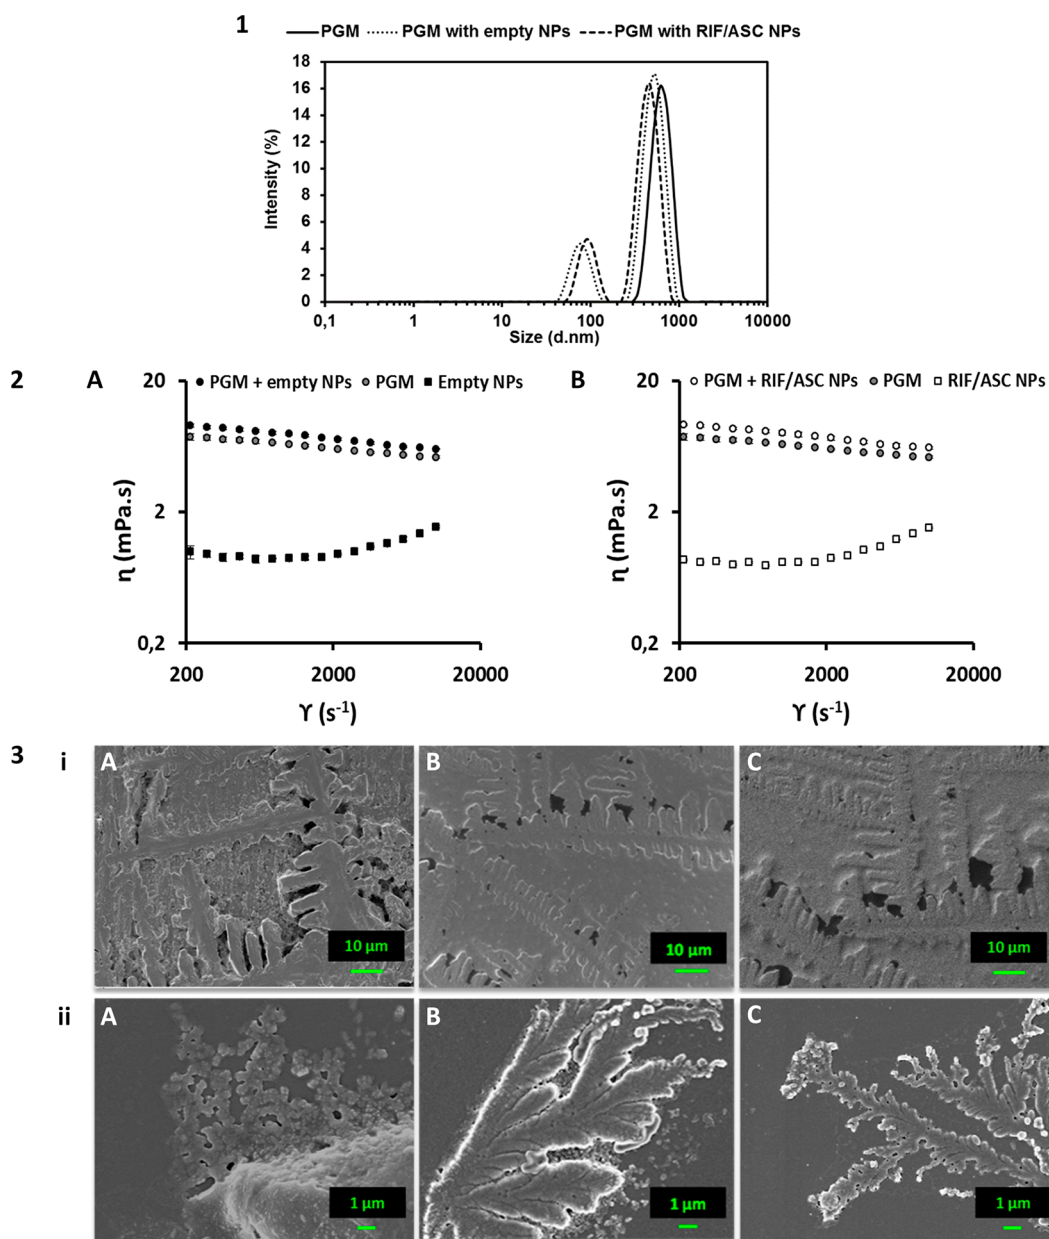 1
PGM PGM with empty NPs PGM with RIF/ASC NPs
18
16
14
12
10
8
6
4
2
0
Intensity (%)
0,1 1 10 100 1000 10000
Size (d.nm)
2 A B
PGM + empty NPs PGM Empty NPs
20
2
0,2
η (mPa.s)
200 2000 20000
ϒ (s-1)
PGM + RIF/ASC NPs PGM RIF/ASC NPs
20
2
0,2
η (mPa.s)
200 2000 20000
ϒ (s-1)
3 i A B C
10 µm 10 µm 10 µm
ii A B C
1 µm 1 µm 1 µm